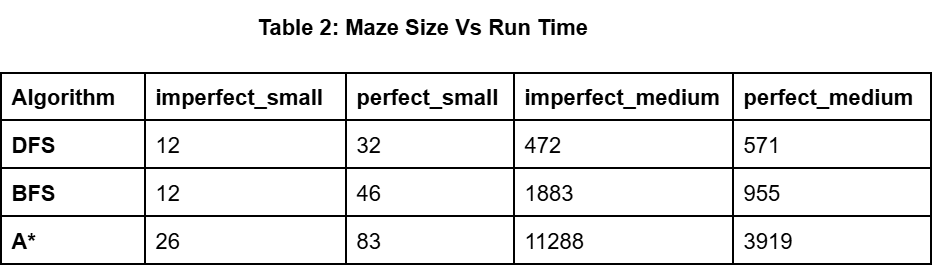 Table 2: Maze Size Vs Run Time
Algorithm imperfect_small perfect_small imperfect_medium perfect_medium
DFS 12 32 472 571
BFS 12 46 1883 955
A* 26 83 11288 3919